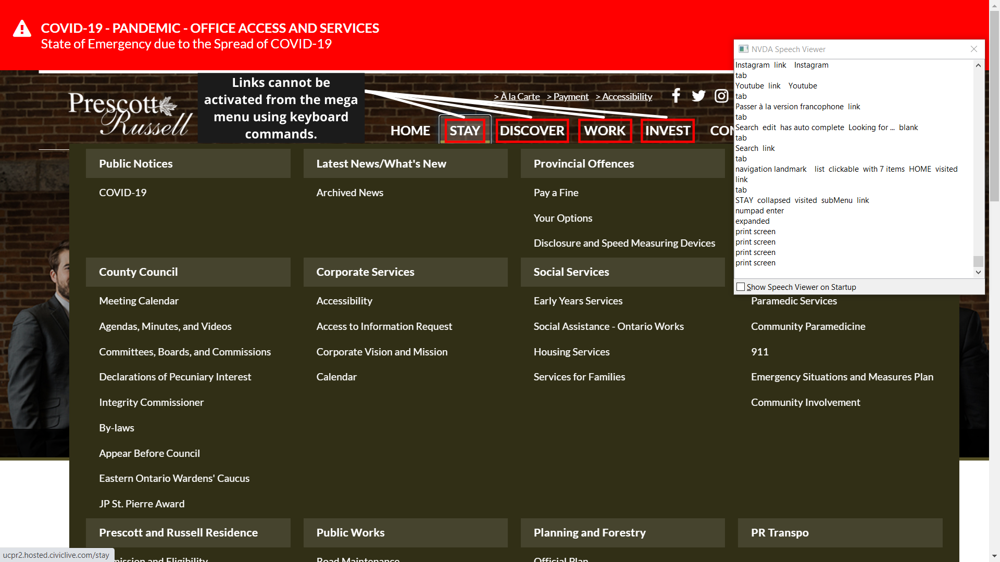 COVID-19 - PANDEMIC - OFFICE ACCESS AND SERVICES
State of Emergency due to the Spread of COVID-19
Prescott
Russell
Links cannot be
activated from the mega
menu using keyboard
commands.
> À la Carte > Payment > Accessibility
HOME STAY DISCOVER WORK INVEST
NVDA Speech Viewer
Instagram link Instagram
tab
Youtube link Youtube
tab
Passer à la version francophone link
tab
Search edit has auto complete Looking for ... blank
tab
Search link
tab
navigation landmark list clickable with 7 items HOME visited
link
tab
STAY collapsed visited subMenu link
numpad enter
expanded
print screen
print screen
print screen
print screen
Show Speech Viewer on Startup
Public Notices
COVID-19
Latest News/What's New
Archived News
Provincial Offences
Pay a Fine
Your Options
Disclosure and Speed Measuring Devices
County Council
Meeting Calendar
Agendas, Minutes, and Videos
Committees, Boards, and Commissions
Declarations of Pecuniary Interest
Integrity Commissioner
By-laws
Appear Before Council
Eastern Ontario Wardens' Caucus
JP St. Pierre Award
Corporate Services
Accessibility
Access to Information Request
Corporate Vision and Mission
Calendar
Social Services
Early Years Services
Social Assistance - Ontario Works
Housing Services
Services for Families
Paramedic Services
Community Paramedicine
911
Emergency Situations and Measures Plan
Community Involvement
Prescott and Russell Residence
Public Works
Road Maintenance
Planning and Forestry
Official Plan
PR Transpo
ucpr2.hosted.civiclive.com/stay
and Eligibility